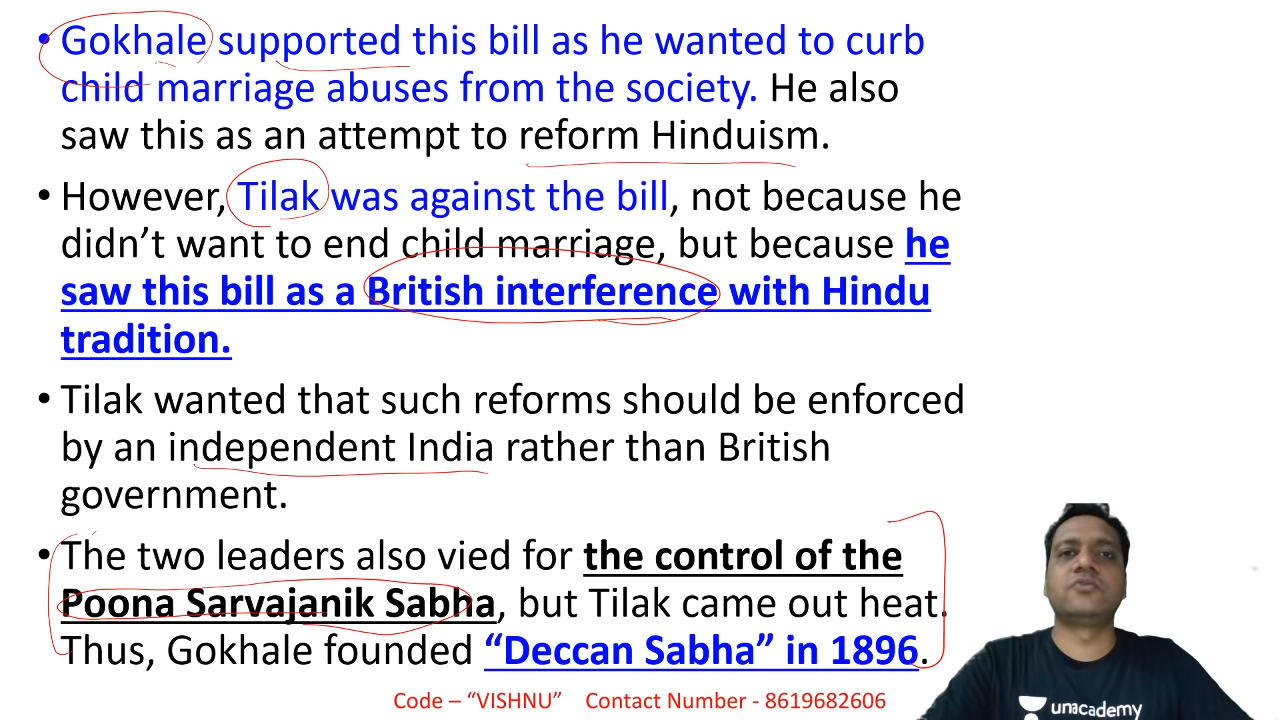 • Gokhale supported this bill as he wanted to curb
child marriage abuses from the society. He also
saw this as an attempt to reform Hinduism.
• However, Tilak was against the bill, not because he
didn’t want to end child marriage, but because he
saw this bill as a British interference with Hindu
tradition.
• Tilak wanted that such reforms should be enforced
by an independent India rather than British
government.
• The two leaders also vied for the control of the
Poona Sarvajanik Sabha, but Tilak came out heat.
Thus, Gokhale founded “Deccan Sabha” in 1896.
Code – “VISHNU” Contact Number - 8619682606
unacademy